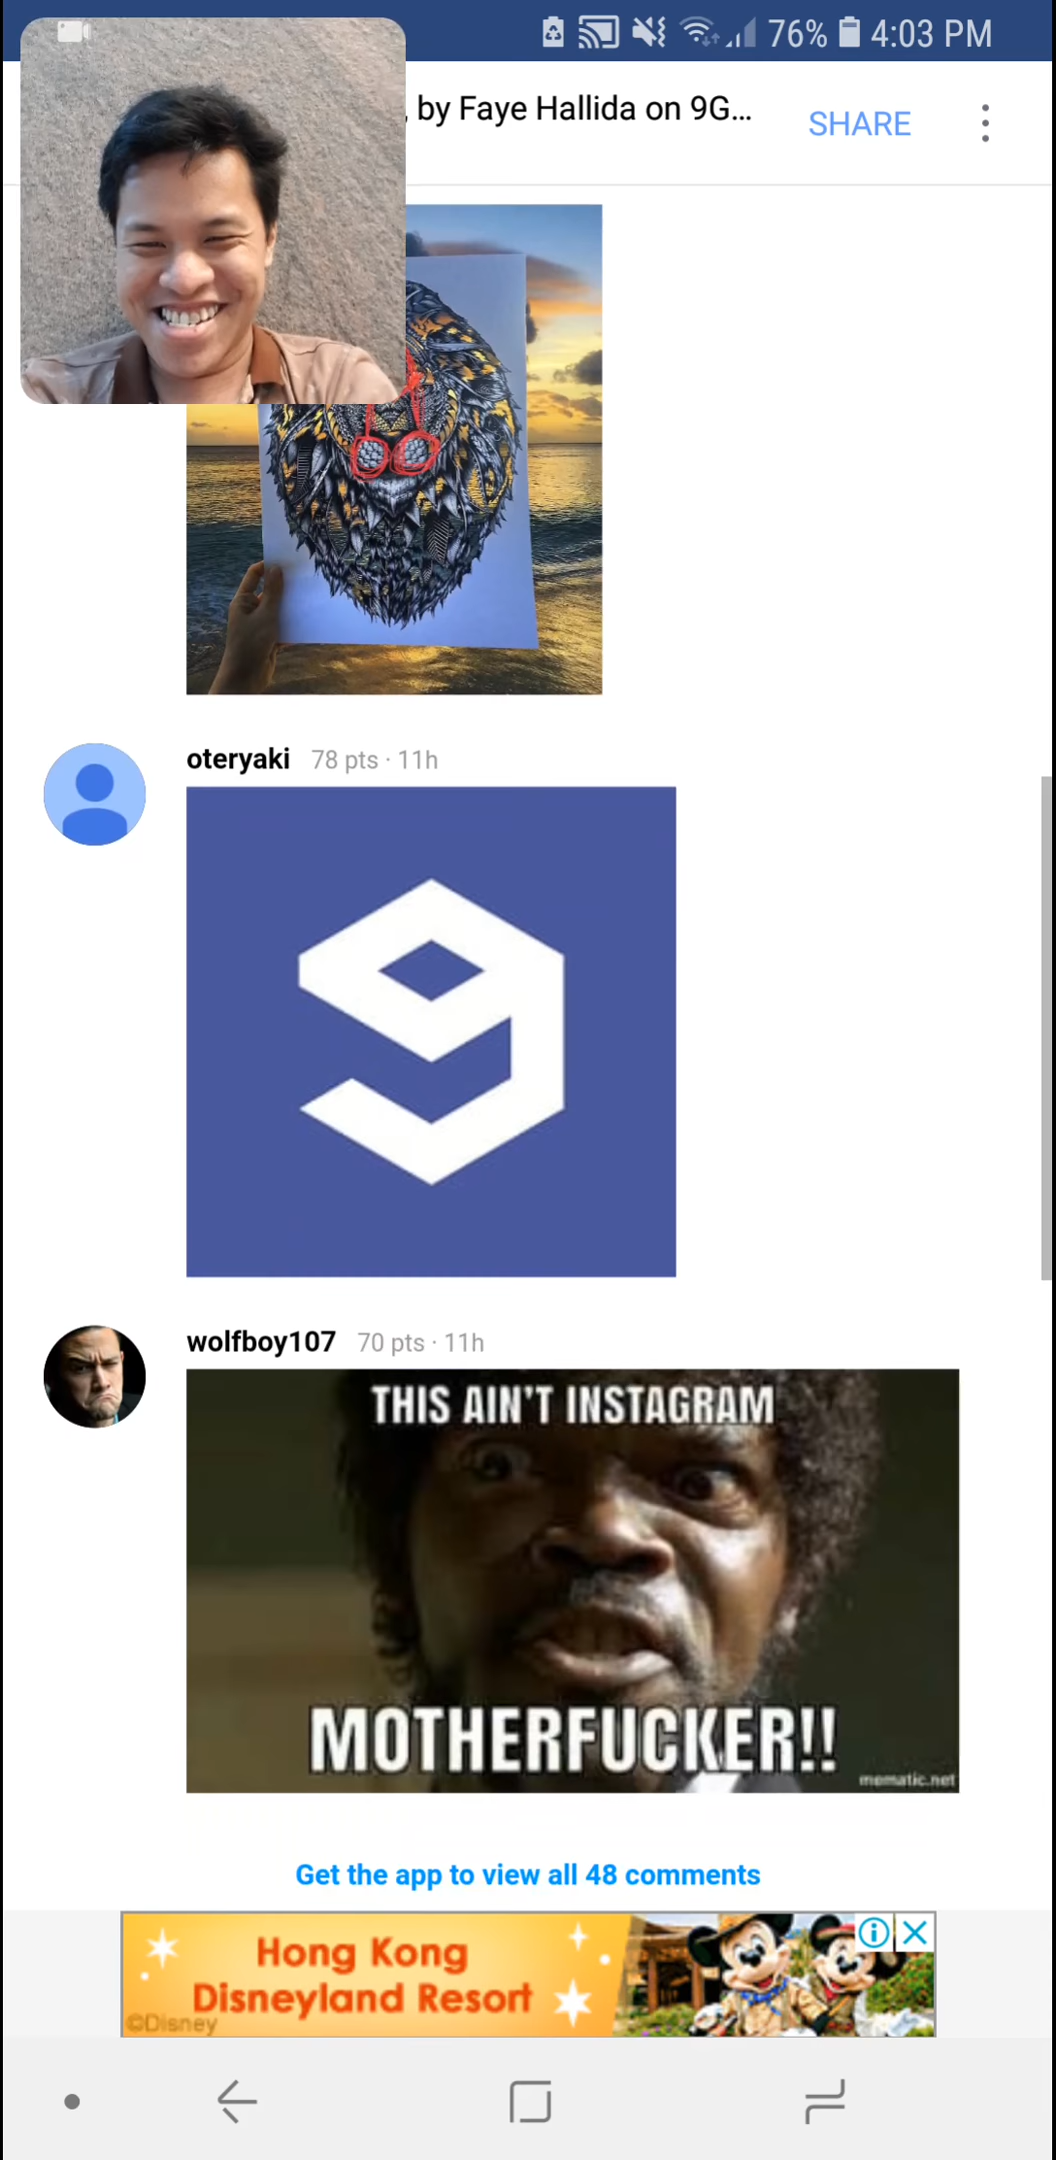 76% 4:03 PM
, by Faye Hallida on 9G...
SHARE
oteryaki 78 pts · 11h
9
wolfboy107 70 pts · 11h
THIS AIN'T INSTAGRAM
MOTHERFUCKER!!
mematic.net
Get the app to view all 48 comments
Hong Kong
Disneyland Resort
©Disney